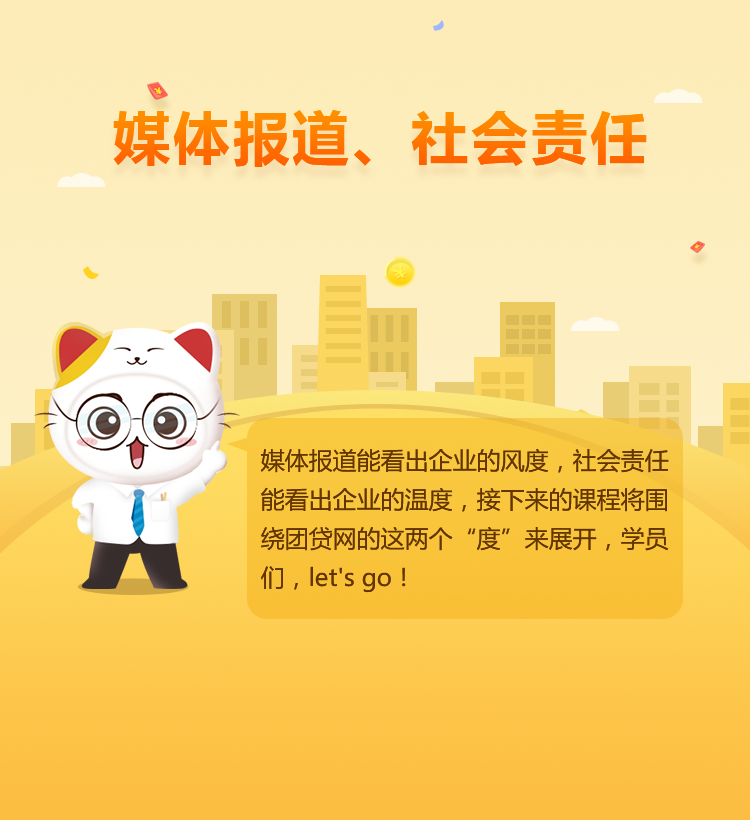 媒体报道、社会责任
媒体报道能看出企业的风度，社会责任
能看出企业的温度，接下来的课程将围
绕团贷网的这两个“度”来展开，学员
们，let's go！